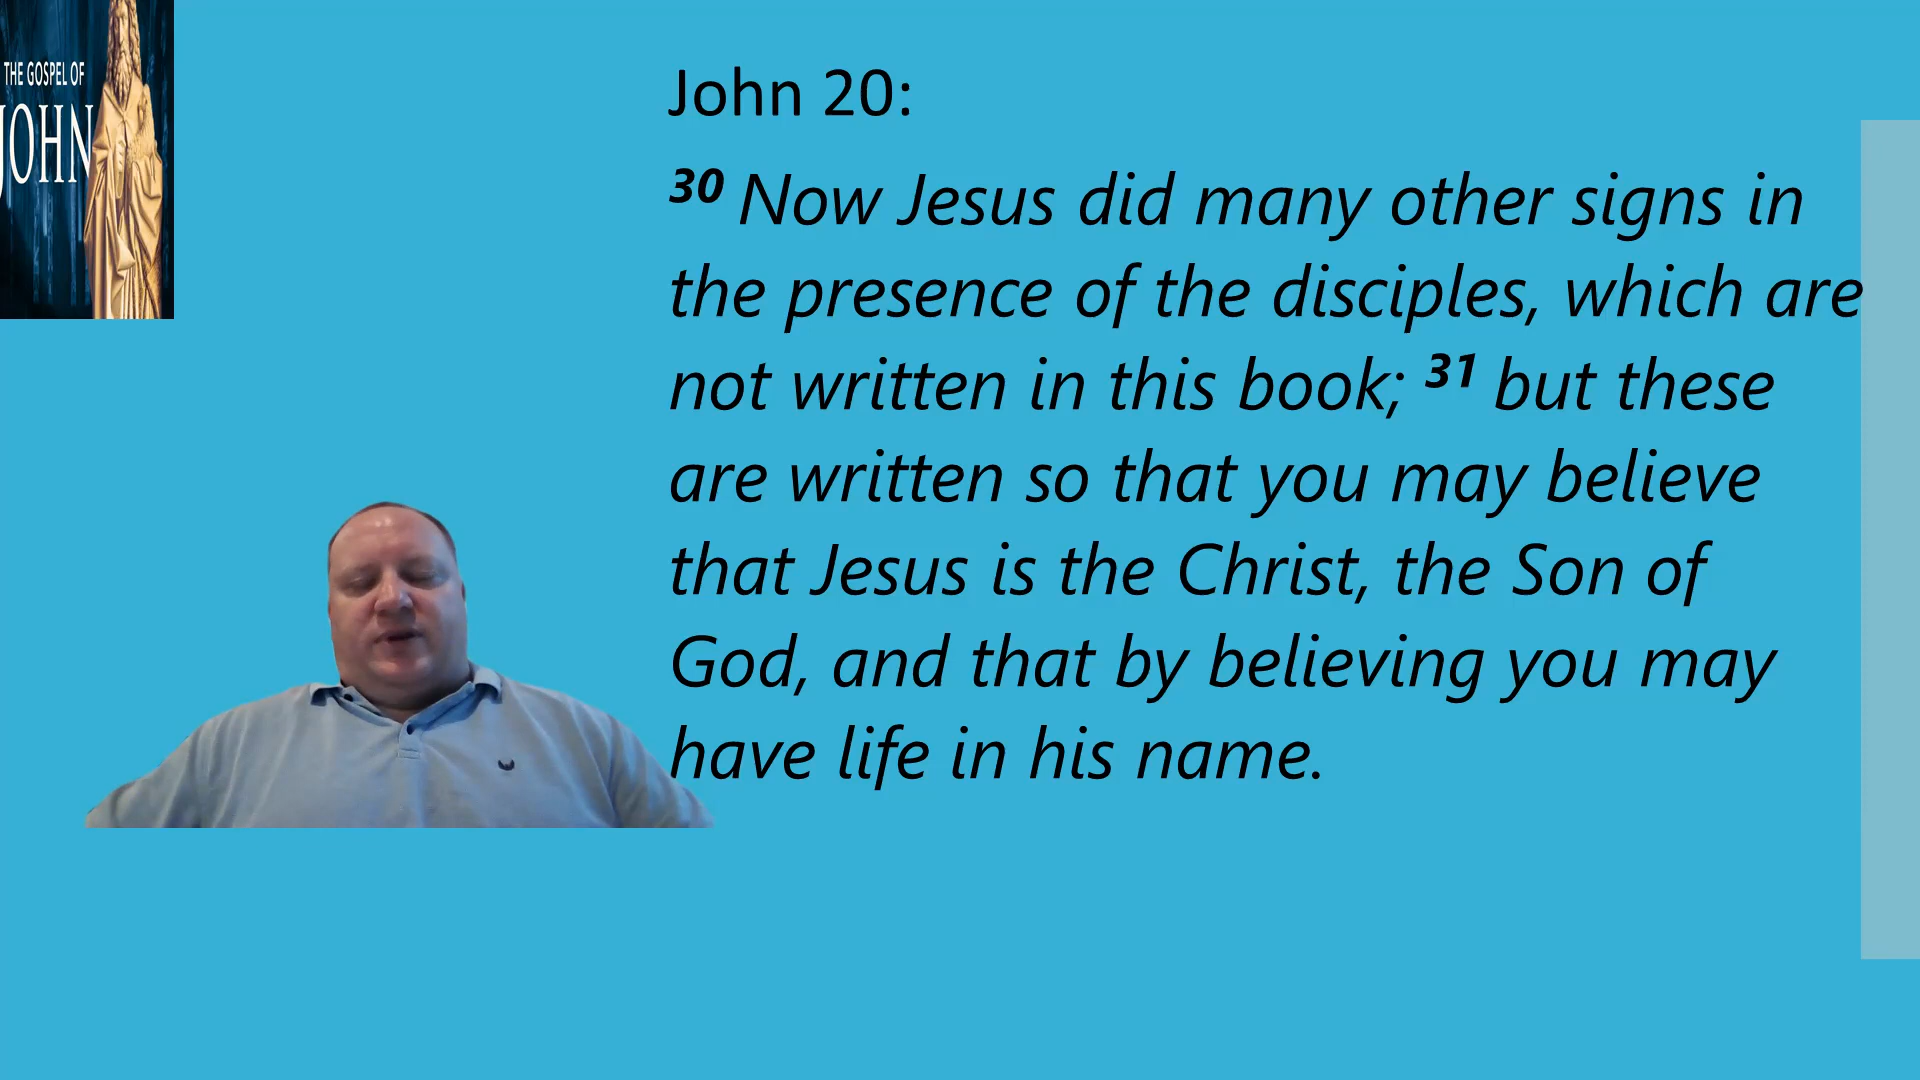 THE GOSPEL OF
JOHN
John 20:
30 Now Jesus did many other signs in
the presence of the disciples, which are
not written in this book; 31 but these
are written so that you may believe
that Jesus is the Christ, the Son of
God, and that by believing you may
have life in his name.